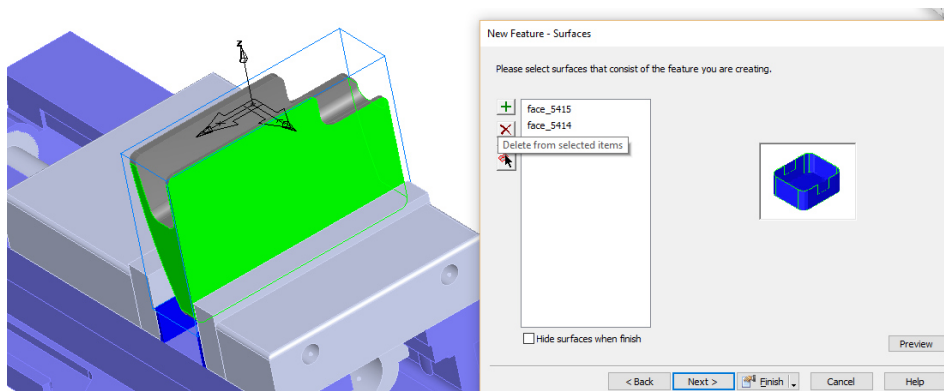 New Feature - Surfaces
Please select surfaces that consist of the feature you are creating.
face_5415
face_5414
Delete from selected items
Hide surfaces when finish
Preview
< Back
Next >
Finish
Cancel
Help
z